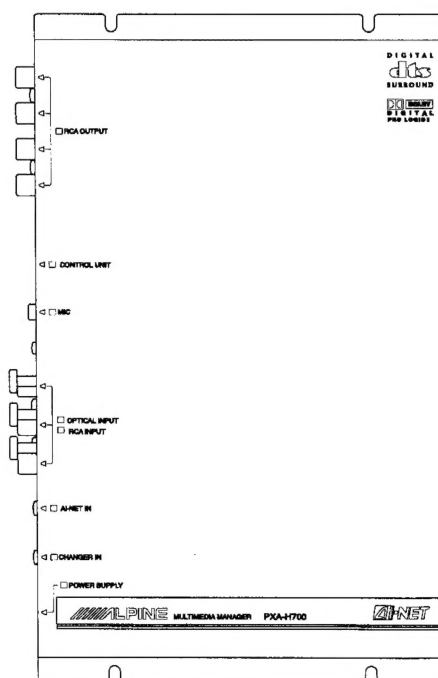 DIGITAL
dts
SURROUND
DOLBY
DIGITAL
PRO LOGIC II
RCA OUTPUT
CONTROL UNIT
MIC
OPTICAL INPUT
RCA INPUT
AI-NET IN
CHANGER IN
POWER SUPPLY
ALPINE MULTIMEDIA MANAGER PXA-H700 Ai-NET